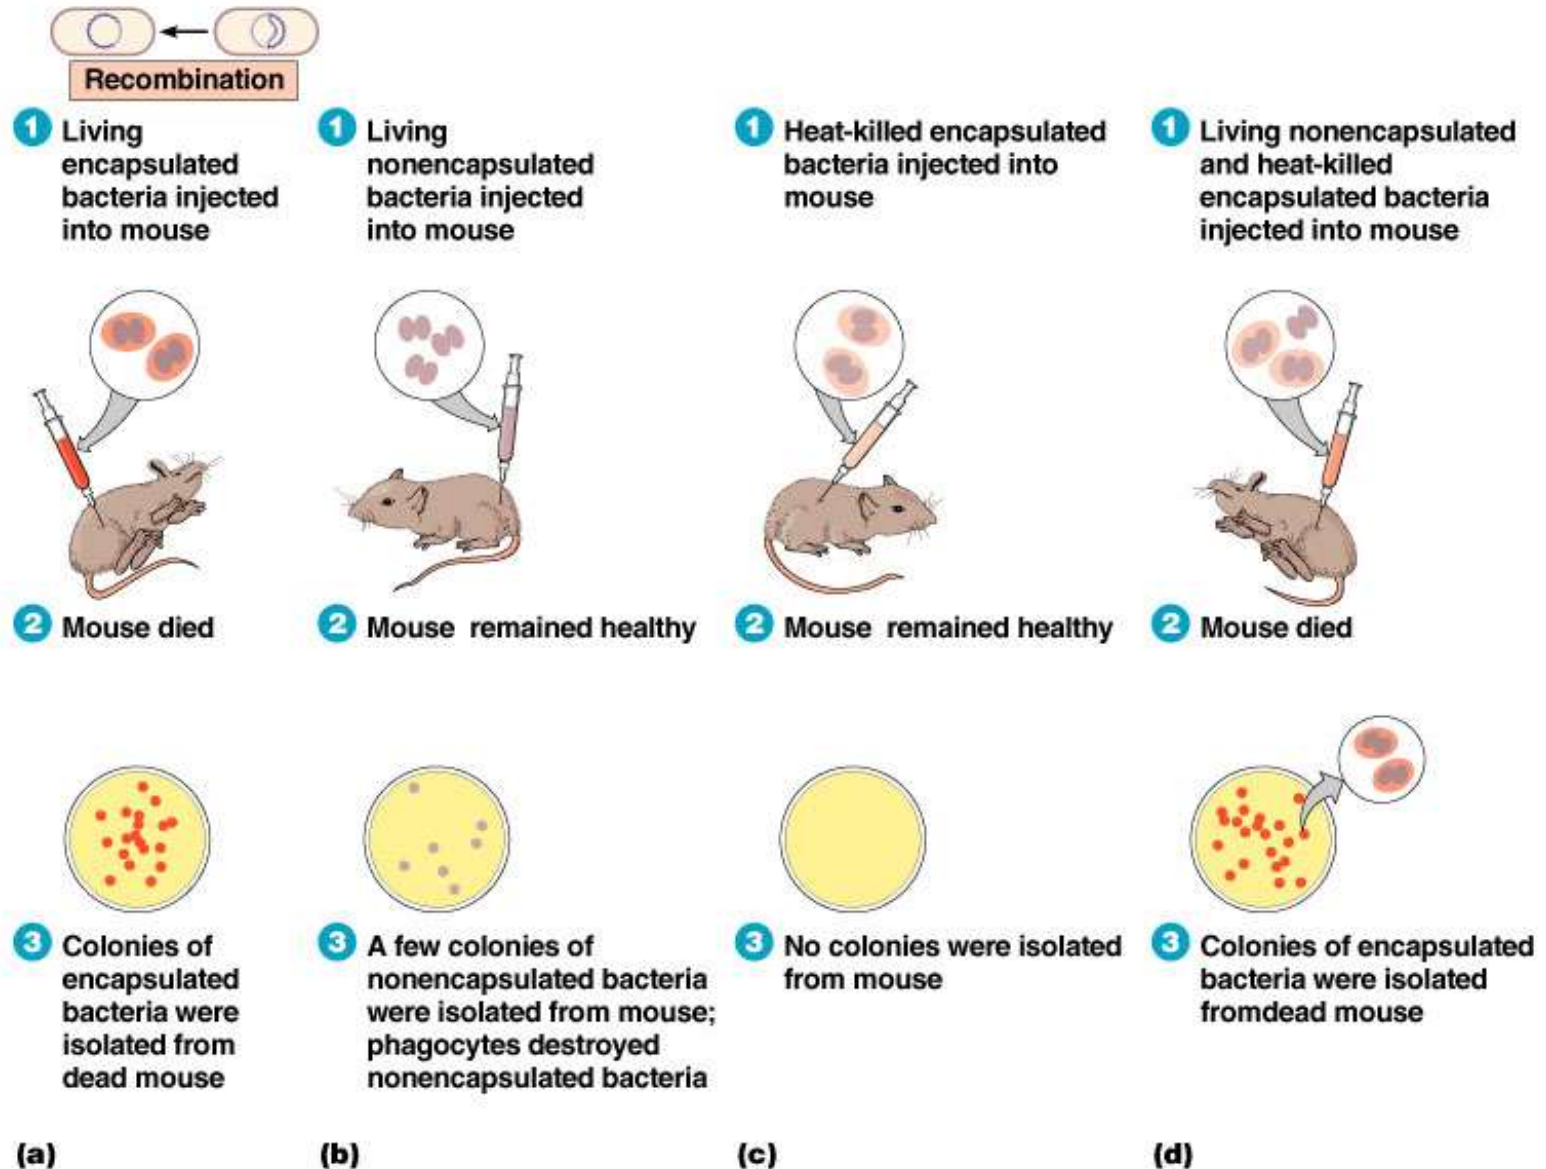 Recombination
1 Living
encapsulated
bacteria injected
into mouse
2 Mouse died
3 Colonies of
encapsulated
bacteria were
isolated from
dead mouse
(a)
1 Living
nonencapsulated
bacteria injected
into mouse
2 Mouse remained healthy
3 A few colonies of
nonencapsulated bacteria
were isolated from mouse;
phagocytes destroyed
nonencapsulated bacteria
(b)
1 Heat-killed encapsulated
bacteria injected into
mouse
2 Mouse remained healthy
3 No colonies were isolated
from mouse
(c)
1 Living nonencapsulated
and heat-killed
encapsulated bacteria
injected into mouse
2 Mouse died
3 Colonies of encapsulated
bacteria were isolated
fromdead mouse
(d)